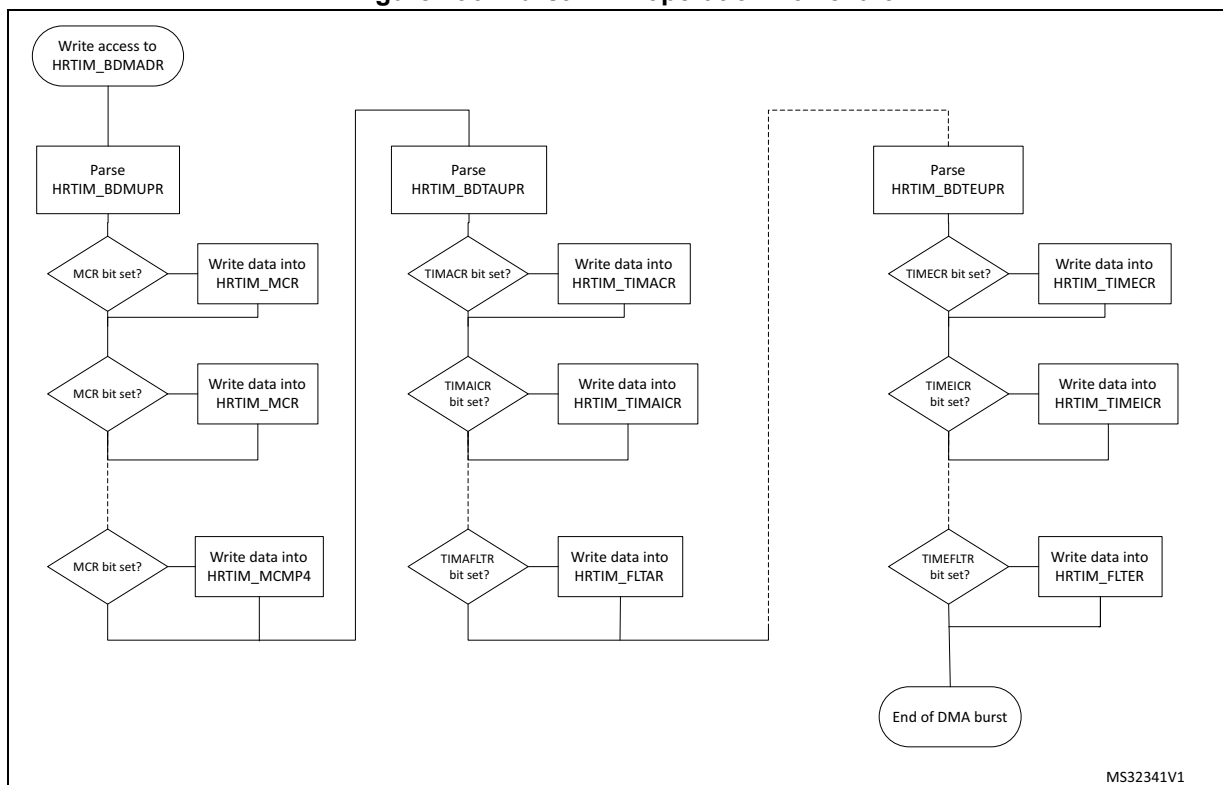 Write access to
HRTIM_BDMADR
Parse
HRTIM_BDMUPR
MCR bit set?
Write data into
HRTIM_MCR
MCR bit set?
Write data into
HRTIM_MCR
MCR bit set?
Write data into
HRTIM_MCMP4
Parse
HRTIM_BDTAUPR
TIMACR bit set?
Write data into
HRTIM_TIMACR
TIMAICR
bit set?
Write data into
HRTIM_TIMAICR
TIMAFLTR
bit set?
Write data into
HRTIM_FLTAR
Parse
HRTIM_BDTEUPR
TIMECR bit set?
Write data into
HRTIM_TIMECR
TIMEICR
bit set?
Write data into
HRTIM_TIMEICR
TIMEFLTR
bit set?
Write data into
HRTIM_FLTER
End of DMA burst
MS32341V1